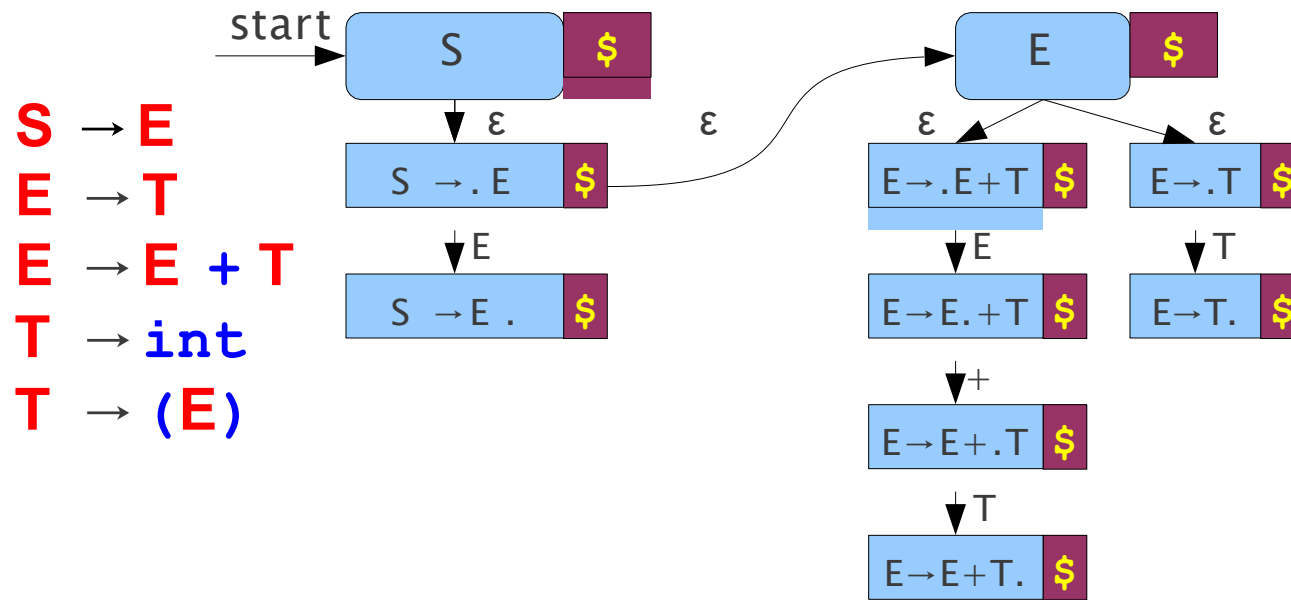 start
S $
E $
ε
ε
ε
ε
S → E
E → T
E → E + T
T → int
T → (E)
S →. E $
E
S →E . $
E→.E+T $
E
E→E.+T $
+
E→E+.T $
T
E→E+T. $
E→.T $
T
E→T. $